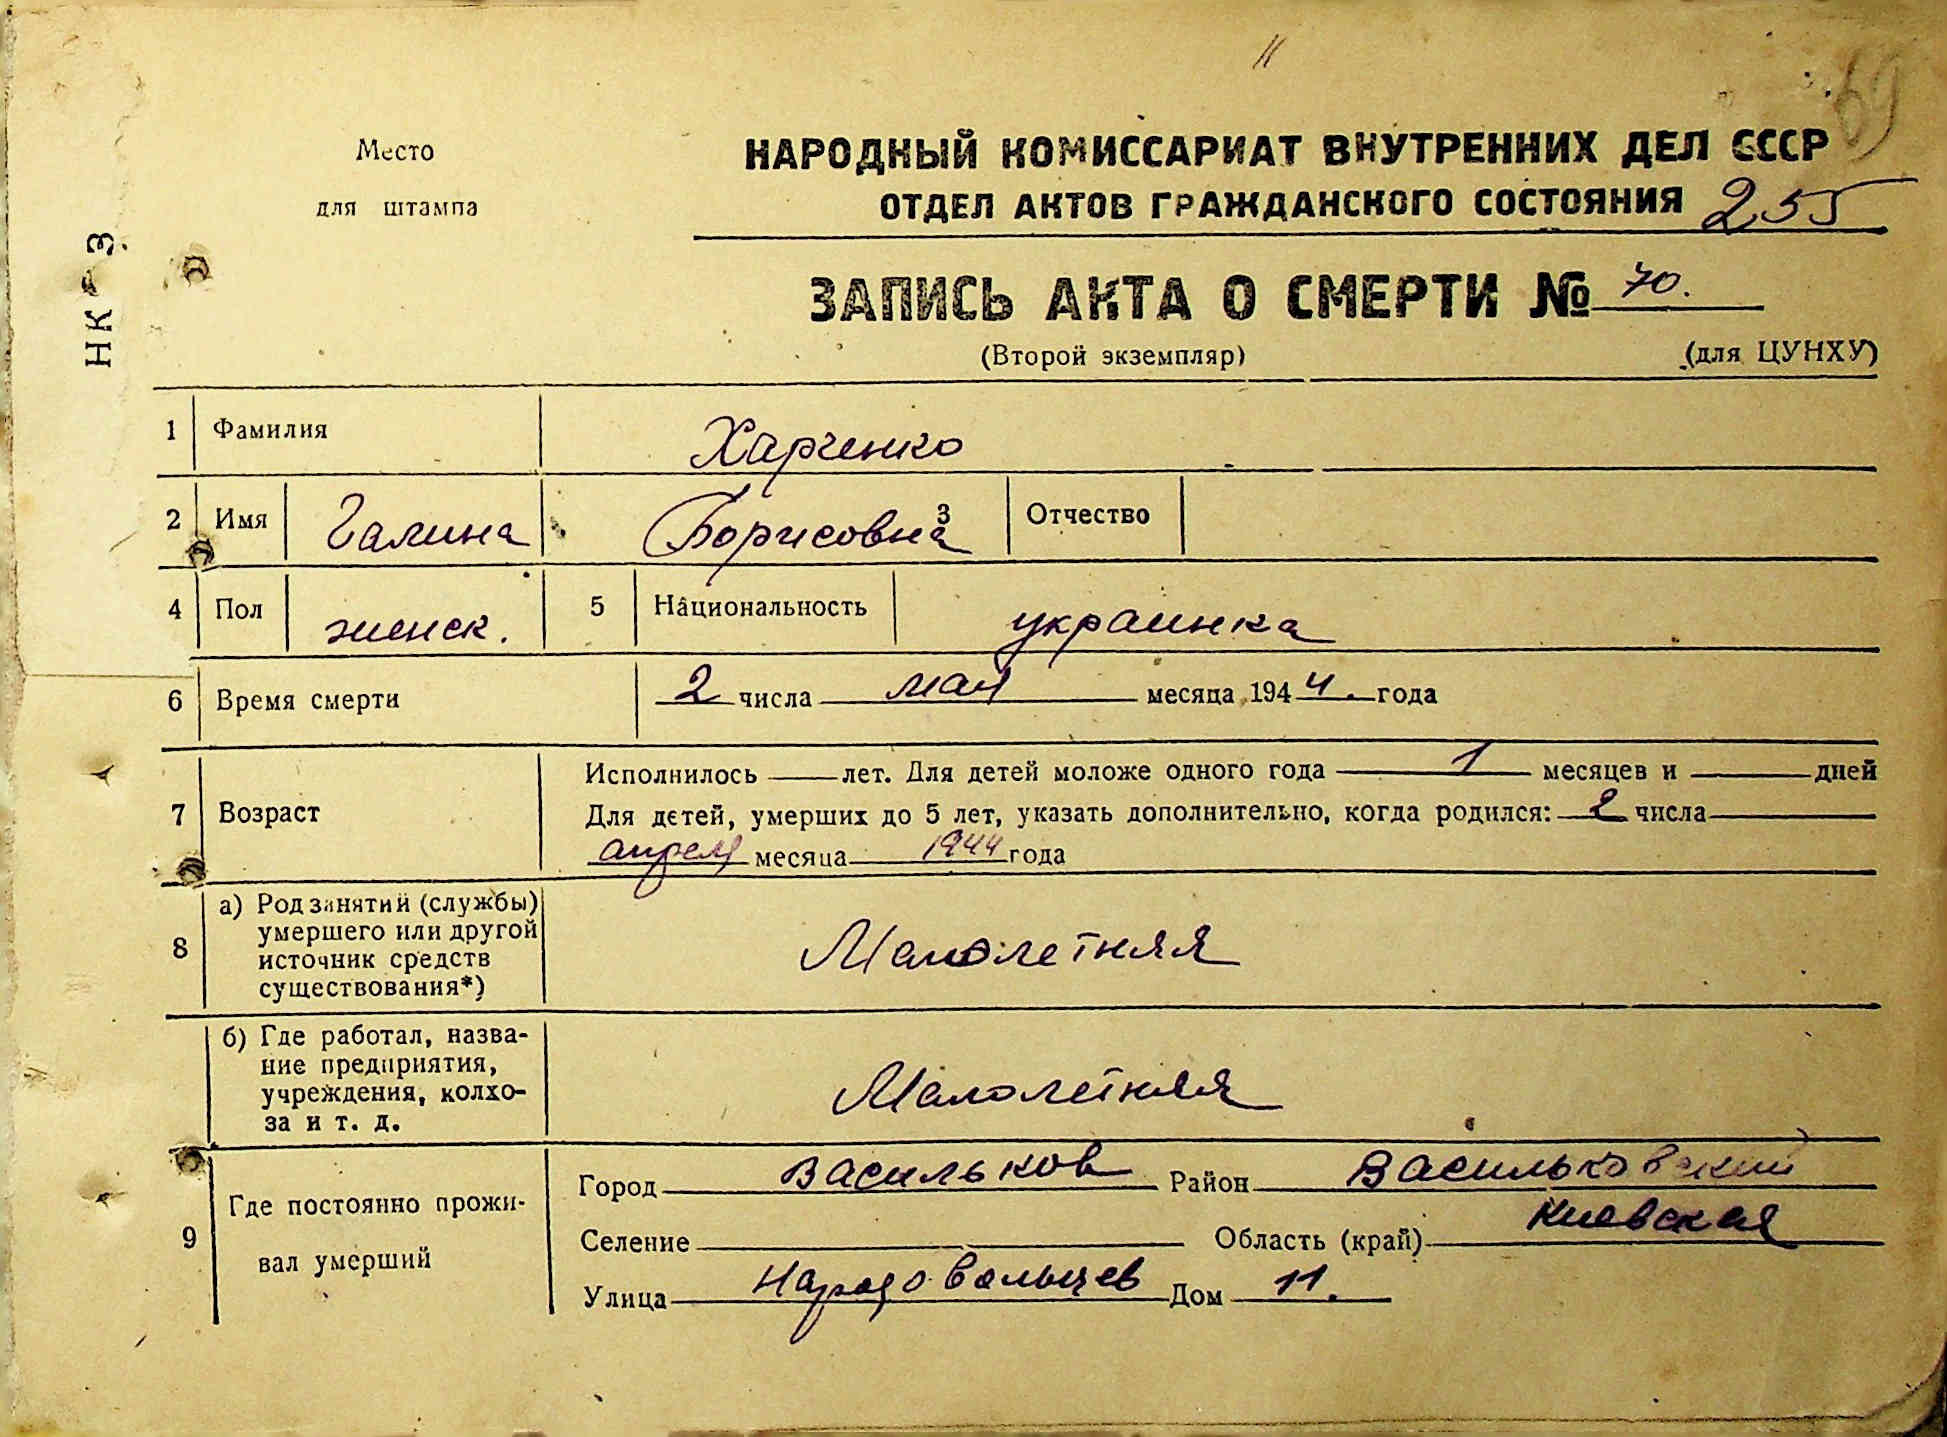 11
69
Место
для штампа
НК З
НАРОДНЫЙ КОМИССАРИАТ ВНУТРЕННИХ ДЕЛ СССР
ОТДЕЛ АКТОВ ГРАЖДАНСКОГО СОСТОЯНИЯ 255
ЗАПИСЬ АКТА О СМЕРТИ № 70.
(Второй экземпляр) (для ЦУНХУ)
1 Фамилия Харченко
2 Имя Галина Борисовна 3 Отчество
4 Пол женск. 5 Национальность украинка
6 Время смерти 2 числа мая месяца 1944. года
7 Возраст
Исполнилось — лет. Для детей моложе одного года 1 месяцев и дней
Для детей, умерших до 5 лет, указать дополнительно, когда родился: 2 числа
апреля месяца 1944 года
8 а) Род занятий (службы)
умершего или другой
источник средств
существования*)
Малолетняя
б) Где работал, назва-
ние предприятия,
учреждения, колхо-
за и т. д.
Малолетняя
9 Где постоянно прожи-
вал умерший
Город Васильков Район Васильковский
Селение Область (край) Киевская
Улица Дом 11.